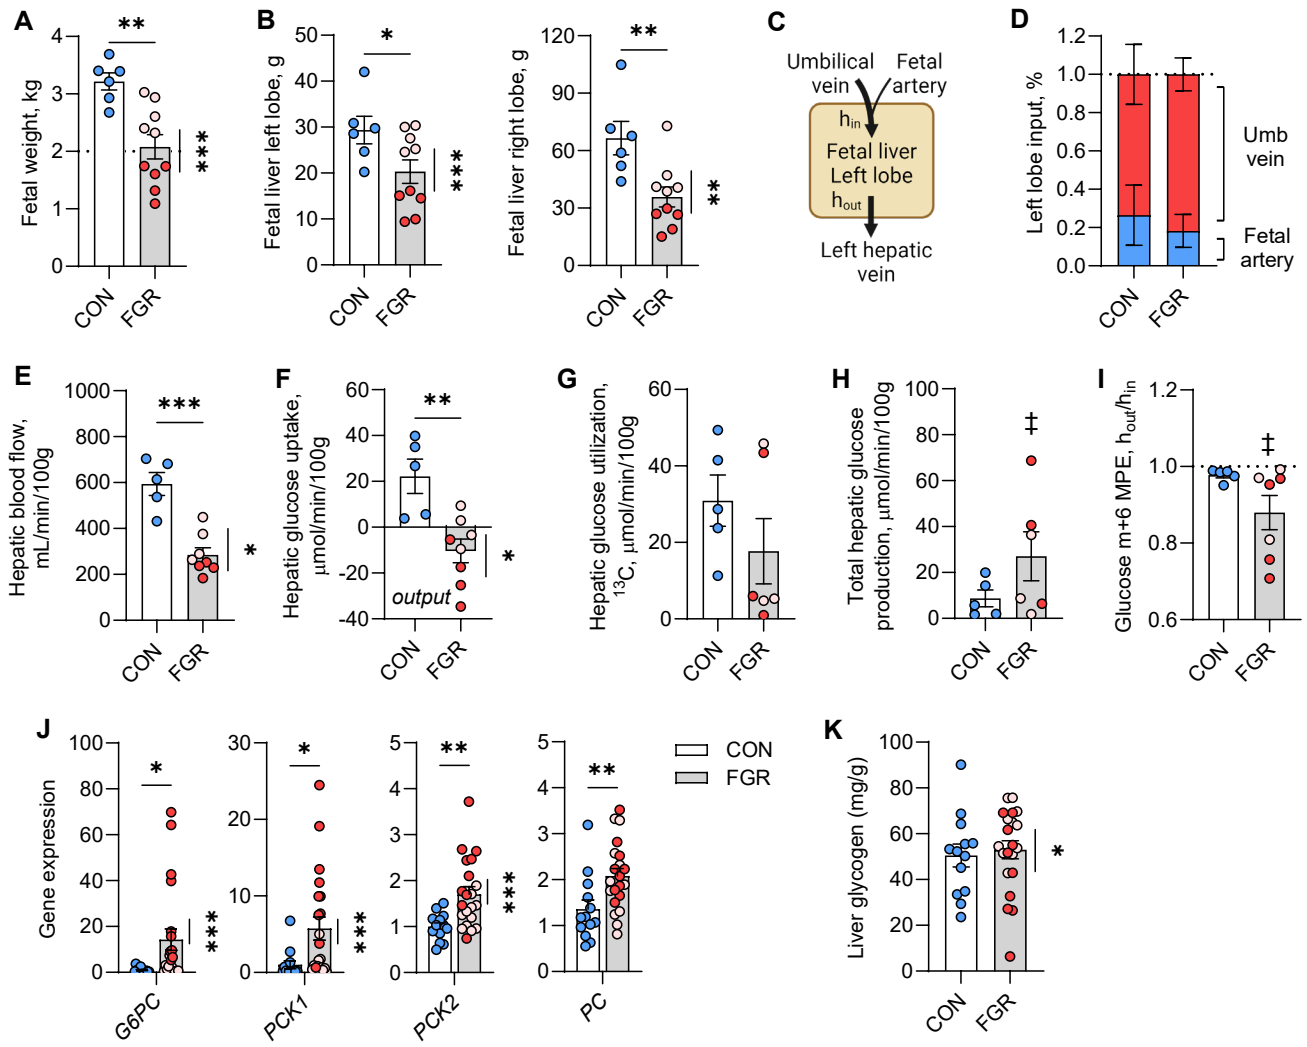 A
Fetal weight, kg
4
3
2
1
0
**
***
CON
FGR
B
Fetal liver left lobe, g
50
40
30
20
10
0
*
***
CON
FGR
Fetal liver right lobe, g
120
90
60
30
0
**
**
CON
FGR
C
Umbilical
vein
Fetal
artery
h_in
Fetal liver
Left lobe
h_out
Left hepatic
vein
D
Left lobe input, %
1.2
1.0
0.8
0.6
0.4
0.2
0.0
Umb
vein
Fetal
artery
CON
FGR
E
Hepatic blood flow,
mL/min/100g
1000
800
600
400
200
0
***
*
CON
FGR
F
Hepatic glucose uptake,
μmol/min/100g
60
40
20
0
-20
-40
**
*
output
CON
FGR
G
Hepatic glucose utilization,
¹³C, μmol/min/100g
60
40
20
0
CON
FGR
H
Total hepatic glucose
production, μmol/min/100g
100
80
60
40
20
0
‡
CON
FGR
I
Glucose m+6 MPE, h_out/h_in
1.2
1.0
0.8
0.6
‡
CON
FGR
J
Gene expression
100
80
60
40
20
0
*
***
G6PC
30
20
10
0
*
***
PCK1
5
4
3
2
1
0
**
***
PCK2
5
4
3
2
1
0
**
PC
CON
FGR
K
Liver glycogen (mg/g)
100
80
60
40
20
0
*
CON
FGR